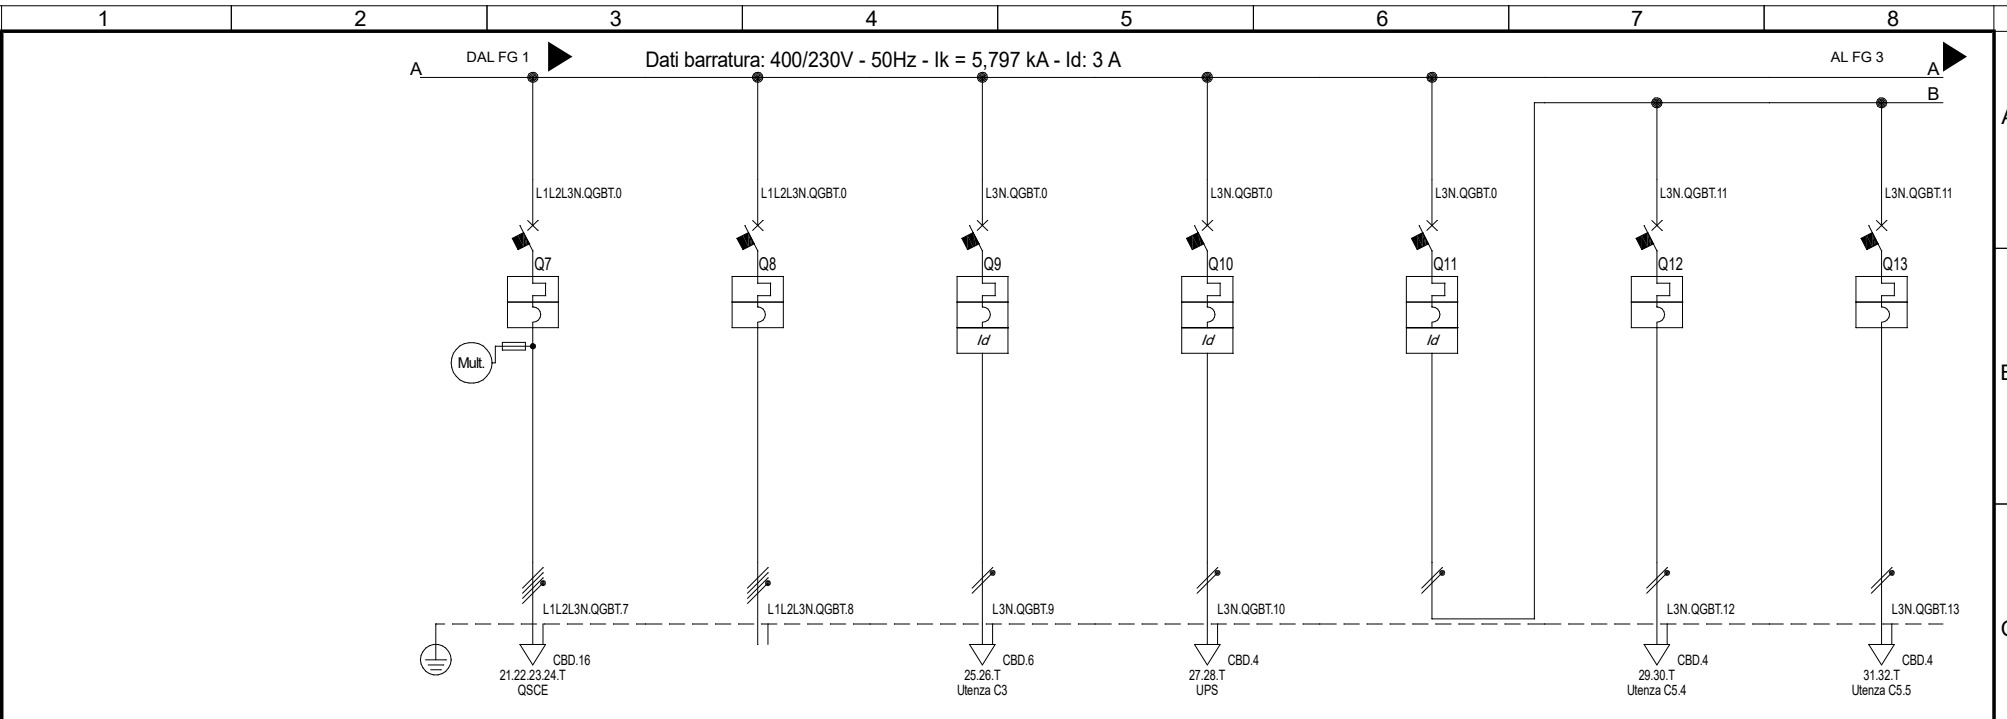 1 2 3 4 5 6 7 8
DAL FG 1
Dati barratura: 400/230V - 50Hz - Ik = 5,797 kA - Id: 3 A
AL FG 3
A
A
B
A
L1L2L3N.QGBT.0 L1L2L3N.QGBT.0 L3N.QGBT.0 L3N.QGBT.0 L3N.QGBT.0 L3N.QGBT.11 L3N.QGBT.11
Q7 Q8 Q9 Q10 Q11 Q12 Q13
Id Id Id
Mult.
L1L2L3N.QGBT.7 L1L2L3N.QGBT.8 L3N.QGBT.9 L3N.QGBT.10 L3N.QGBT.12 L3N.QGBT.13
CBD.16 CBD.6 CBD.4 CBD.4 CBD.4
21.22.23.24.T 25.26.T 27.28.T 29.30.T 31.32.T
QSCE Utenza C3 UPS Utenza C5.4 Utenza C5.5